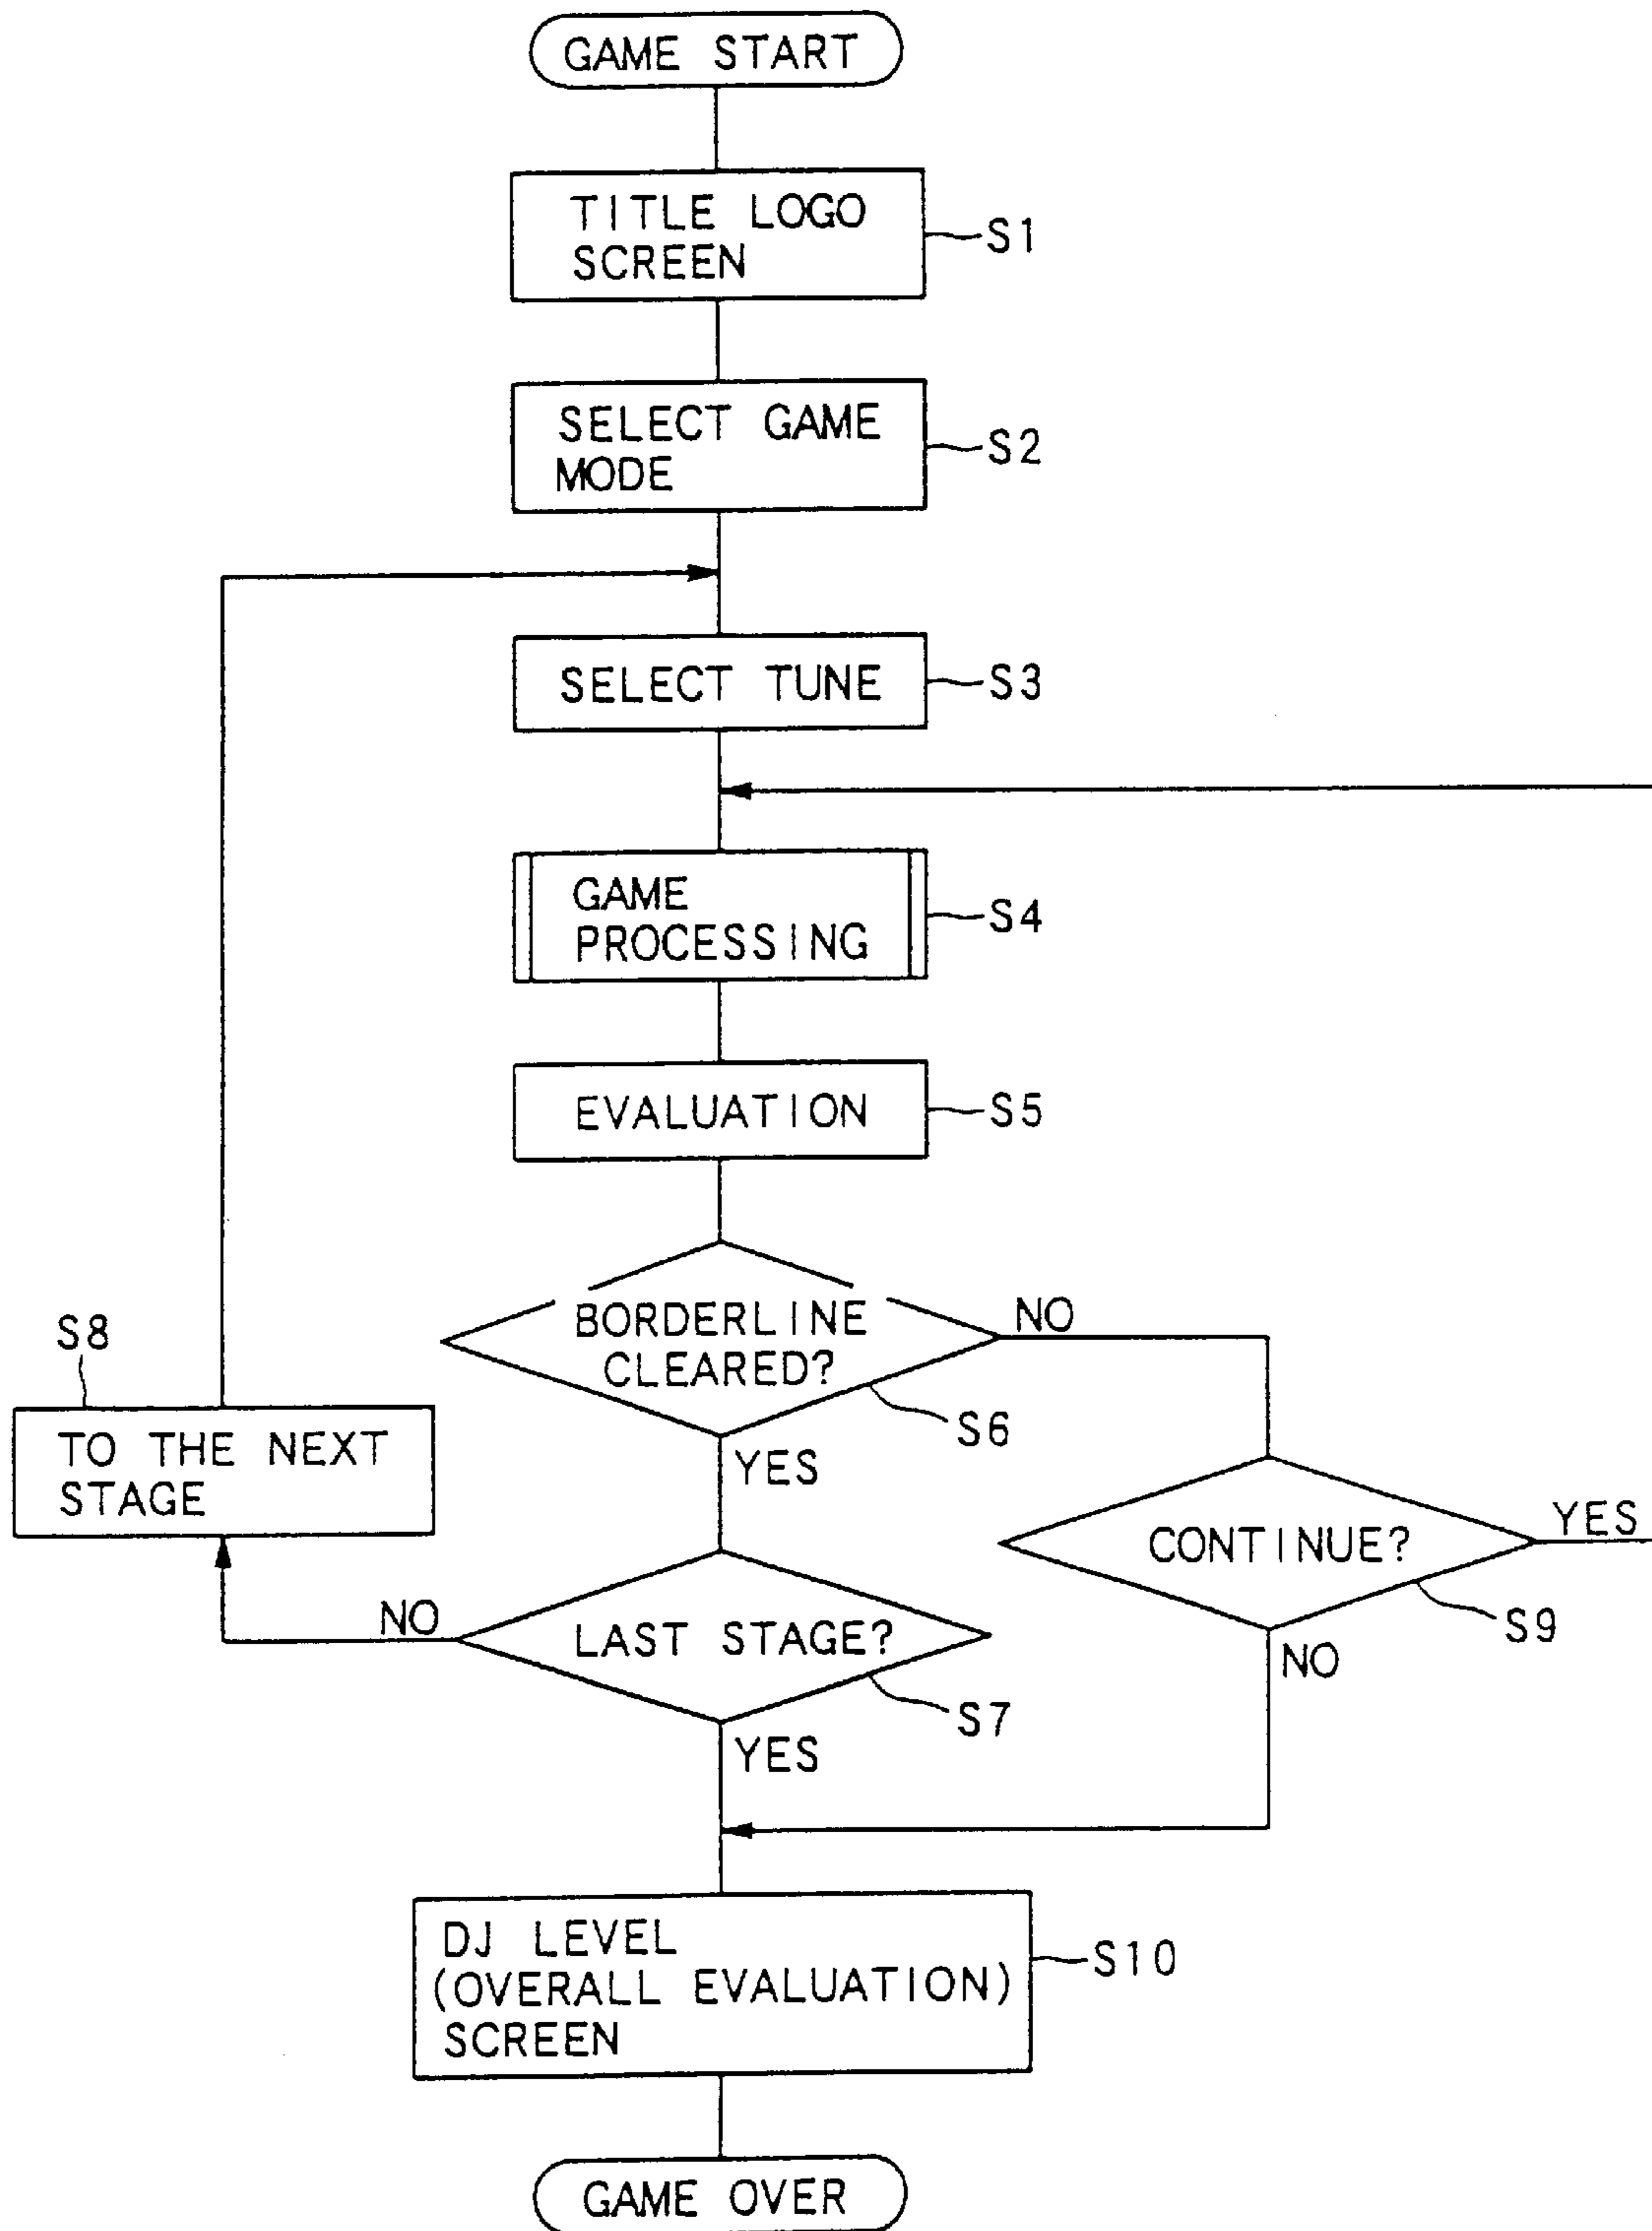 GAME START
TITLE LOGO
SCREEN
S1
SELECT GAME
MODE
S2
SELECT TUNE
S3
GAME
PROCESSING
S4
EVALUATION
S5
BORDERLINE
CLEARED?
NO
S6
YES
S8
TO THE NEXT
STAGE
CONTINUE?
YES
S9
NO
LAST STAGE?
NO
S7
YES
DJ LEVEL
(OVERALL EVALUATION)
SCREEN
S10
GAME OVER